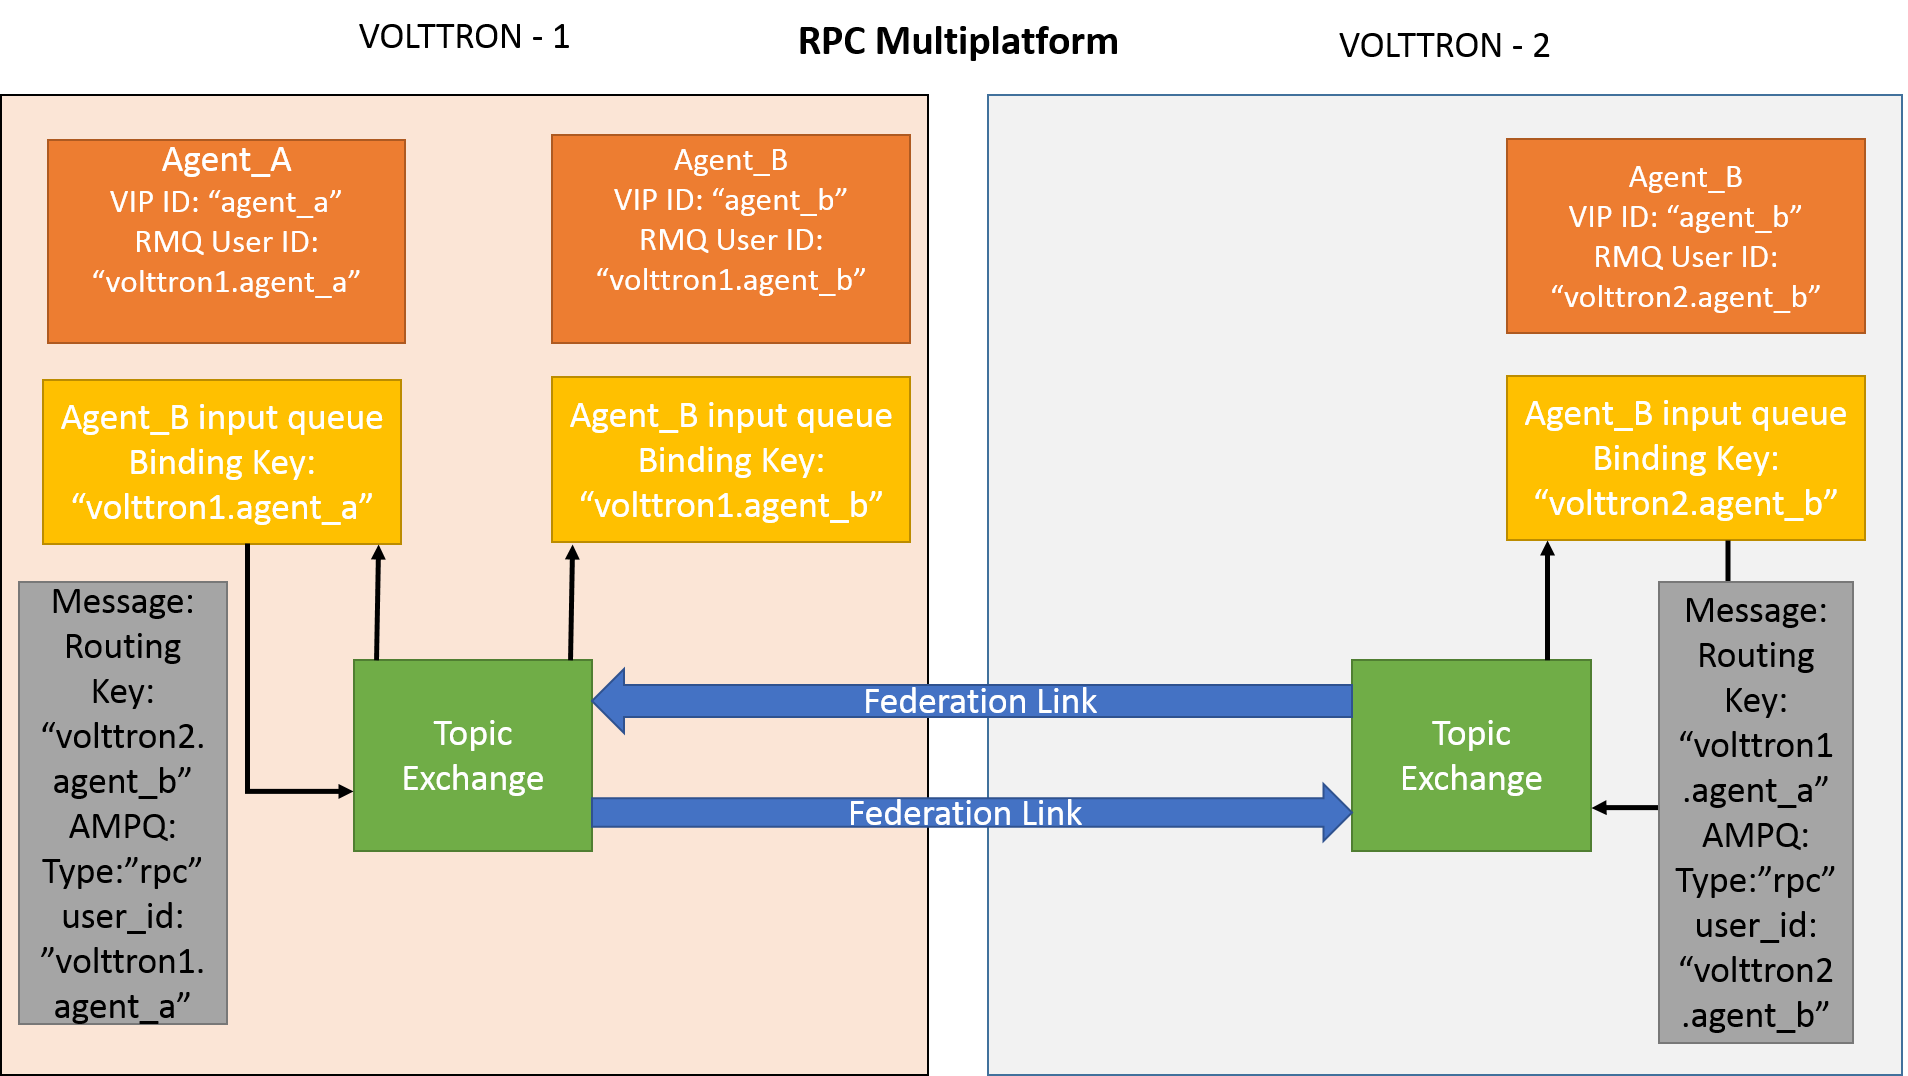 VOLTTRON - 1
RPC Multiplatform
VOLTTRON - 2
Agent_A
VIP ID: “agent_a”
RMQ User ID:
“volttron1.agent_a”
Agent_B
VIP ID: “agent_b”
RMQ User ID:
“volttron1.agent_b”
Agent_B
VIP ID: “agent_b”
RMQ User ID:
“volttron2.agent_b”
Agent_B input queue
Binding Key:
“volttron1.agent_a”
Agent_B input queue
Binding Key:
“volttron1.agent_b”
Agent_B input queue
Binding Key:
“volttron2.agent_b”
Message:
Routing
Key:
“volttron2.
agent_b”
AMPQ:
Type:”rpc”
user_id:
”volttron1.
agent_a”
Topic
Exchange
Federation Link
Federation Link
Topic
Exchange
Message:
Routing
Key:
“volttron1
.agent_a”
AMPQ:
Type:”rpc”
user_id:
“volttron2
.agent_b”